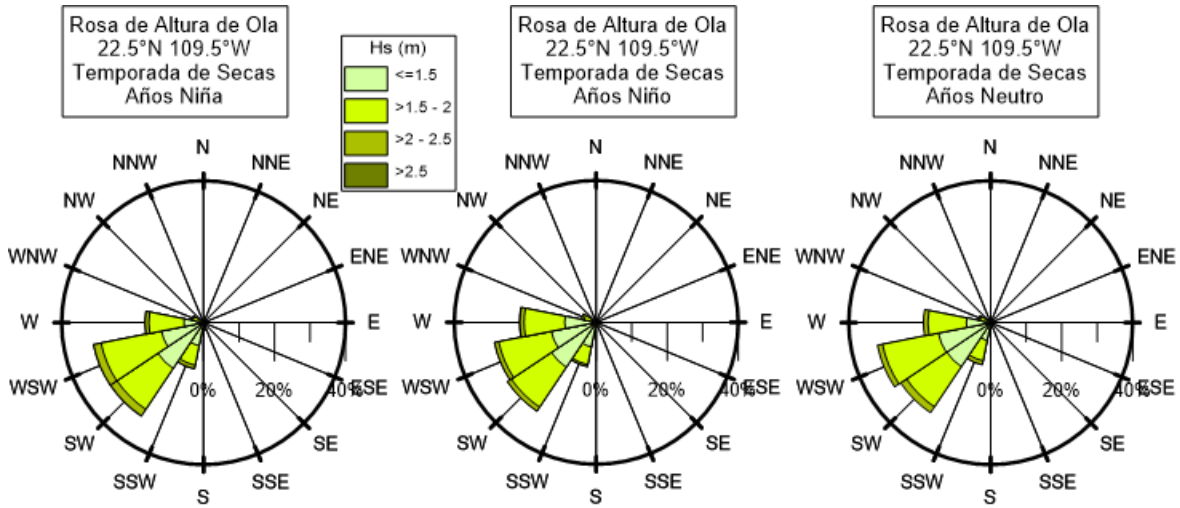 Rosa de Altura de Ola
22.5°N 109.5°W
Temporada de Secas
Años Niña
Hs (m)
<=1.5
>1.5 - 2
>2 - 2.5
>2.5
Rosa de Altura de Ola
22.5°N 109.5°W
Temporada de Secas
Años Niño
Rosa de Altura de Ola
22.5°N 109.5°W
Temporada de Secas
Años Neutro
N
NNE
NE
ENE
E
ESE
SE
SSE
S
SSW
SW
WSW
W
WNW
NW
NNW
0%
20%
40%
N
NNE
NE
ENE
E
ESE
SE
SSE
S
SSW
SW
WSW
W
WNW
NW
NNW
0%
20%
40%
N
NNE
NE
ENE
E
ESE
SE
SSE
S
SSW
SW
WSW
W
WNW
NW
NNW
0%
20%
40%